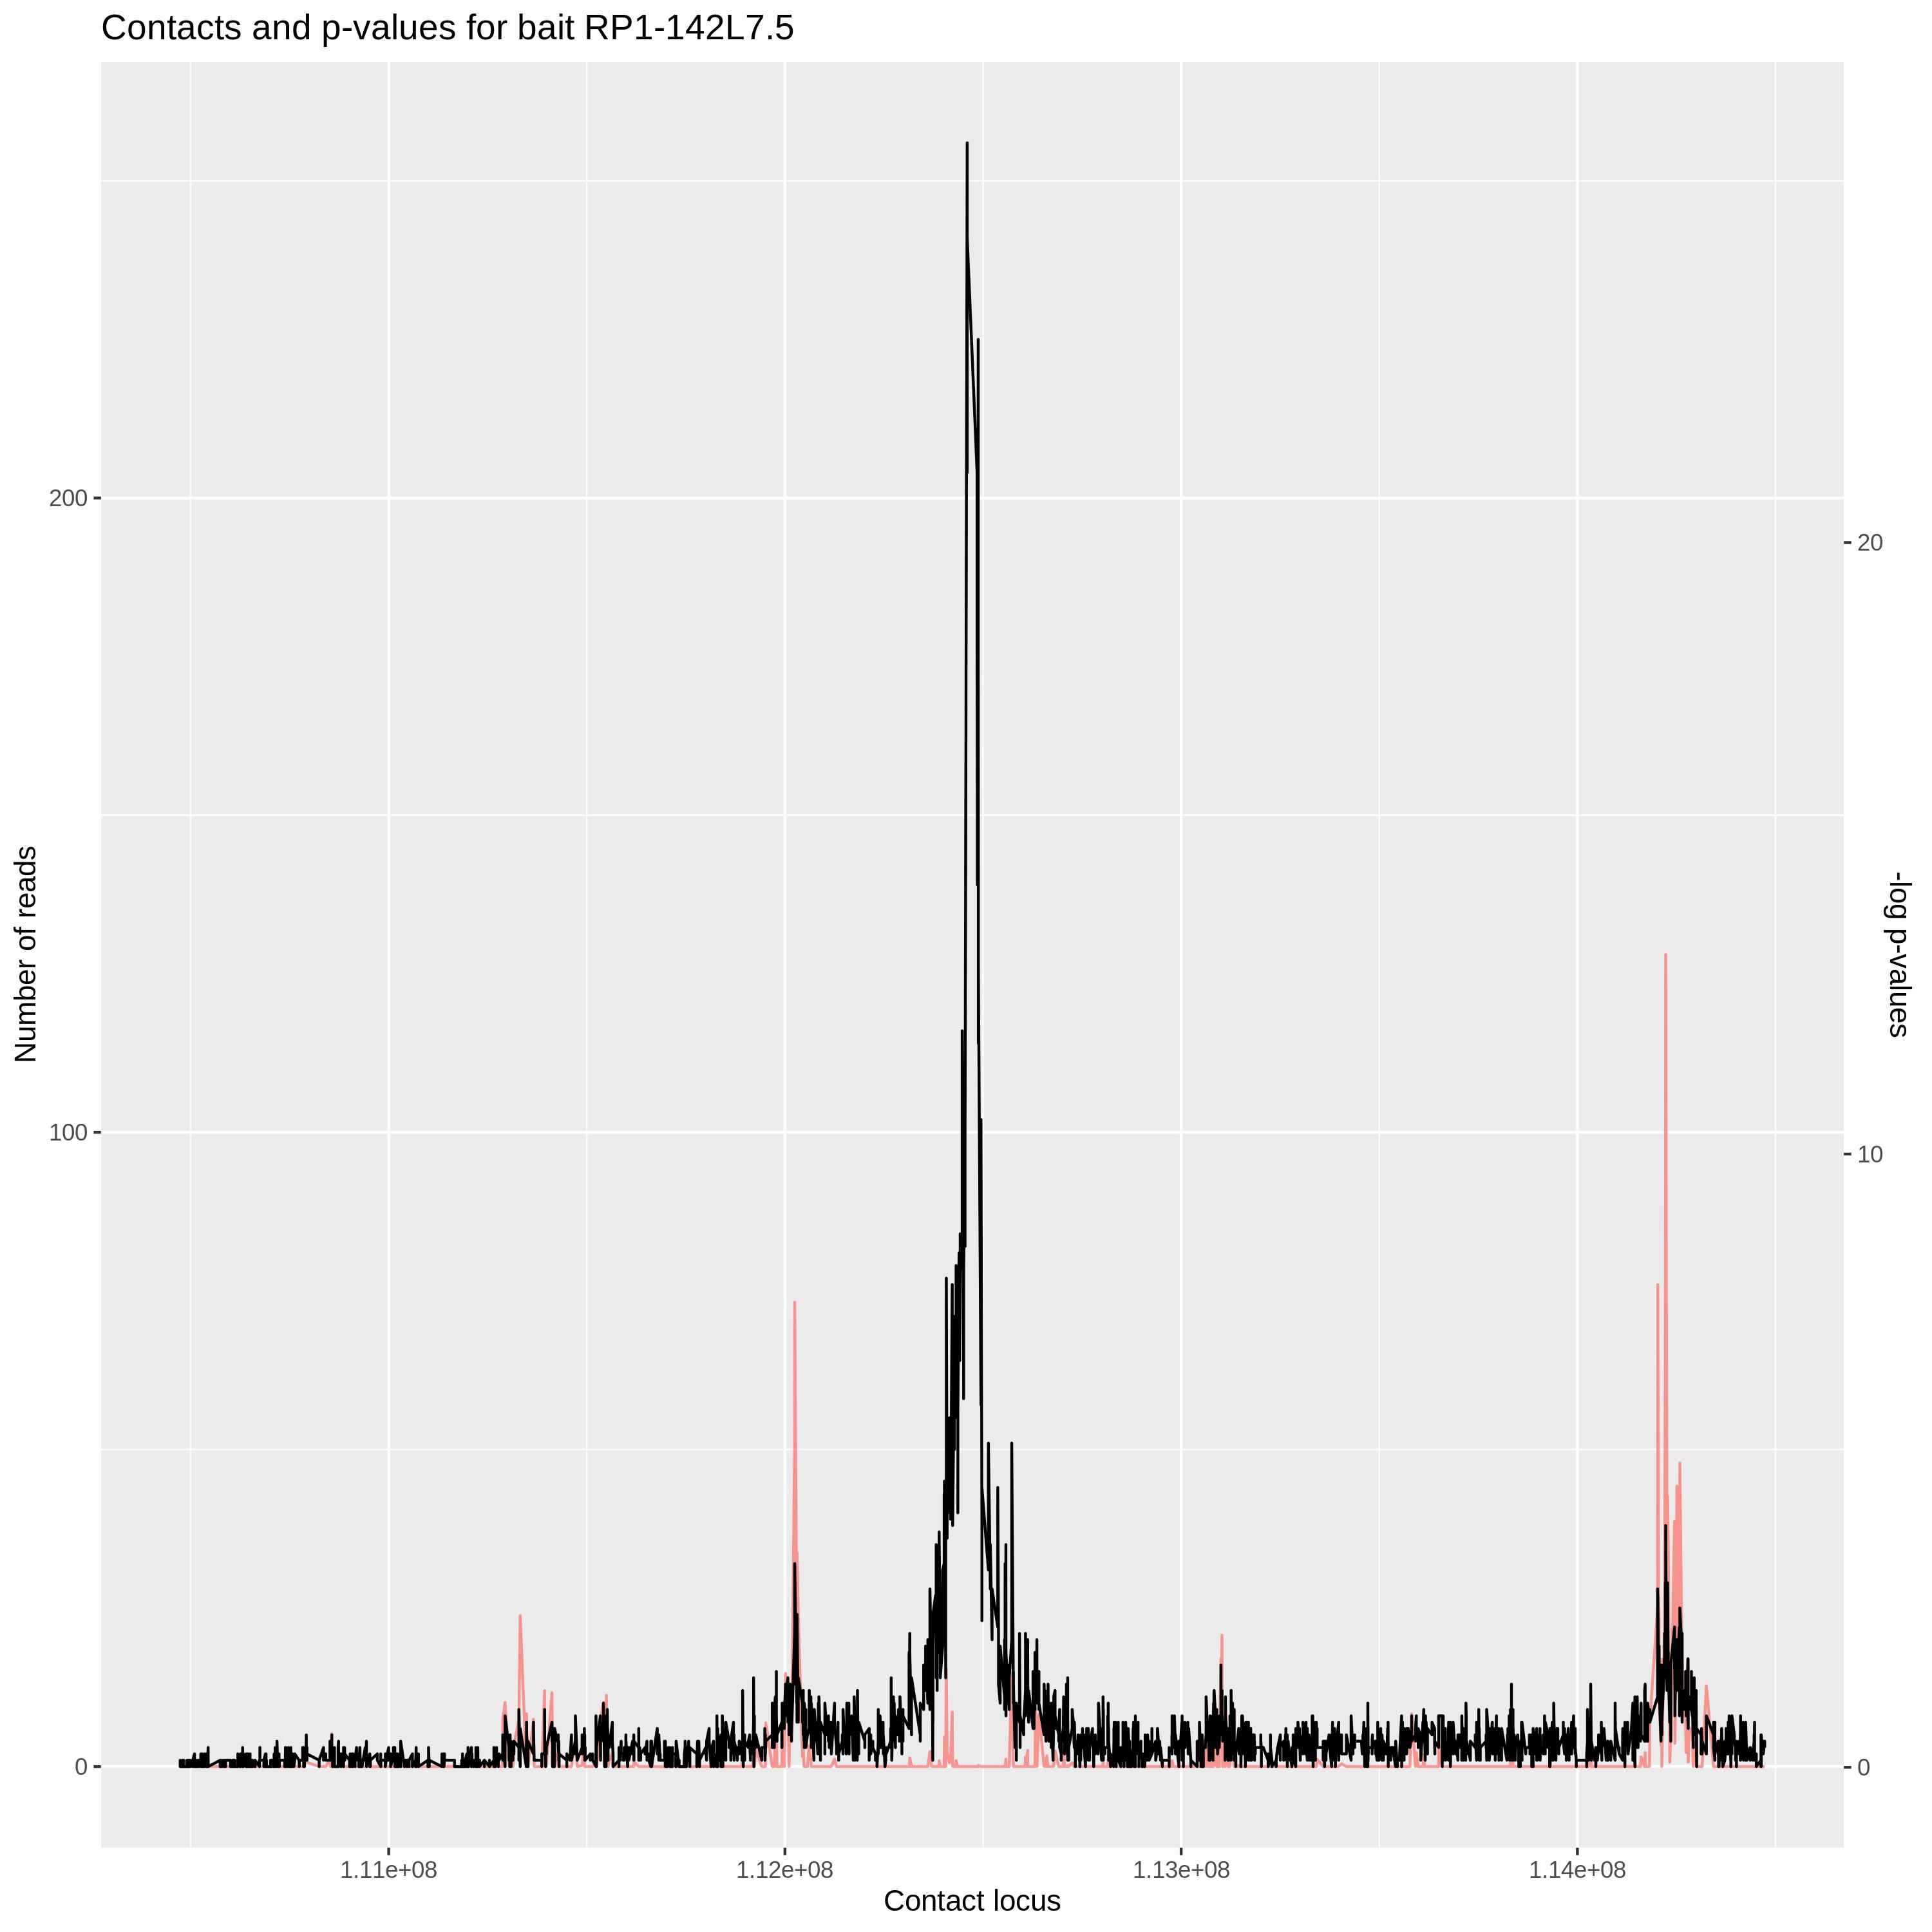 Contacts and p-values for bait RP1-142L7.5
200
100
0
Number of reads
20
10
0
-log p-values
1.11e+08 1.12e+08 1.13e+08 1.14e+08
Contact locus